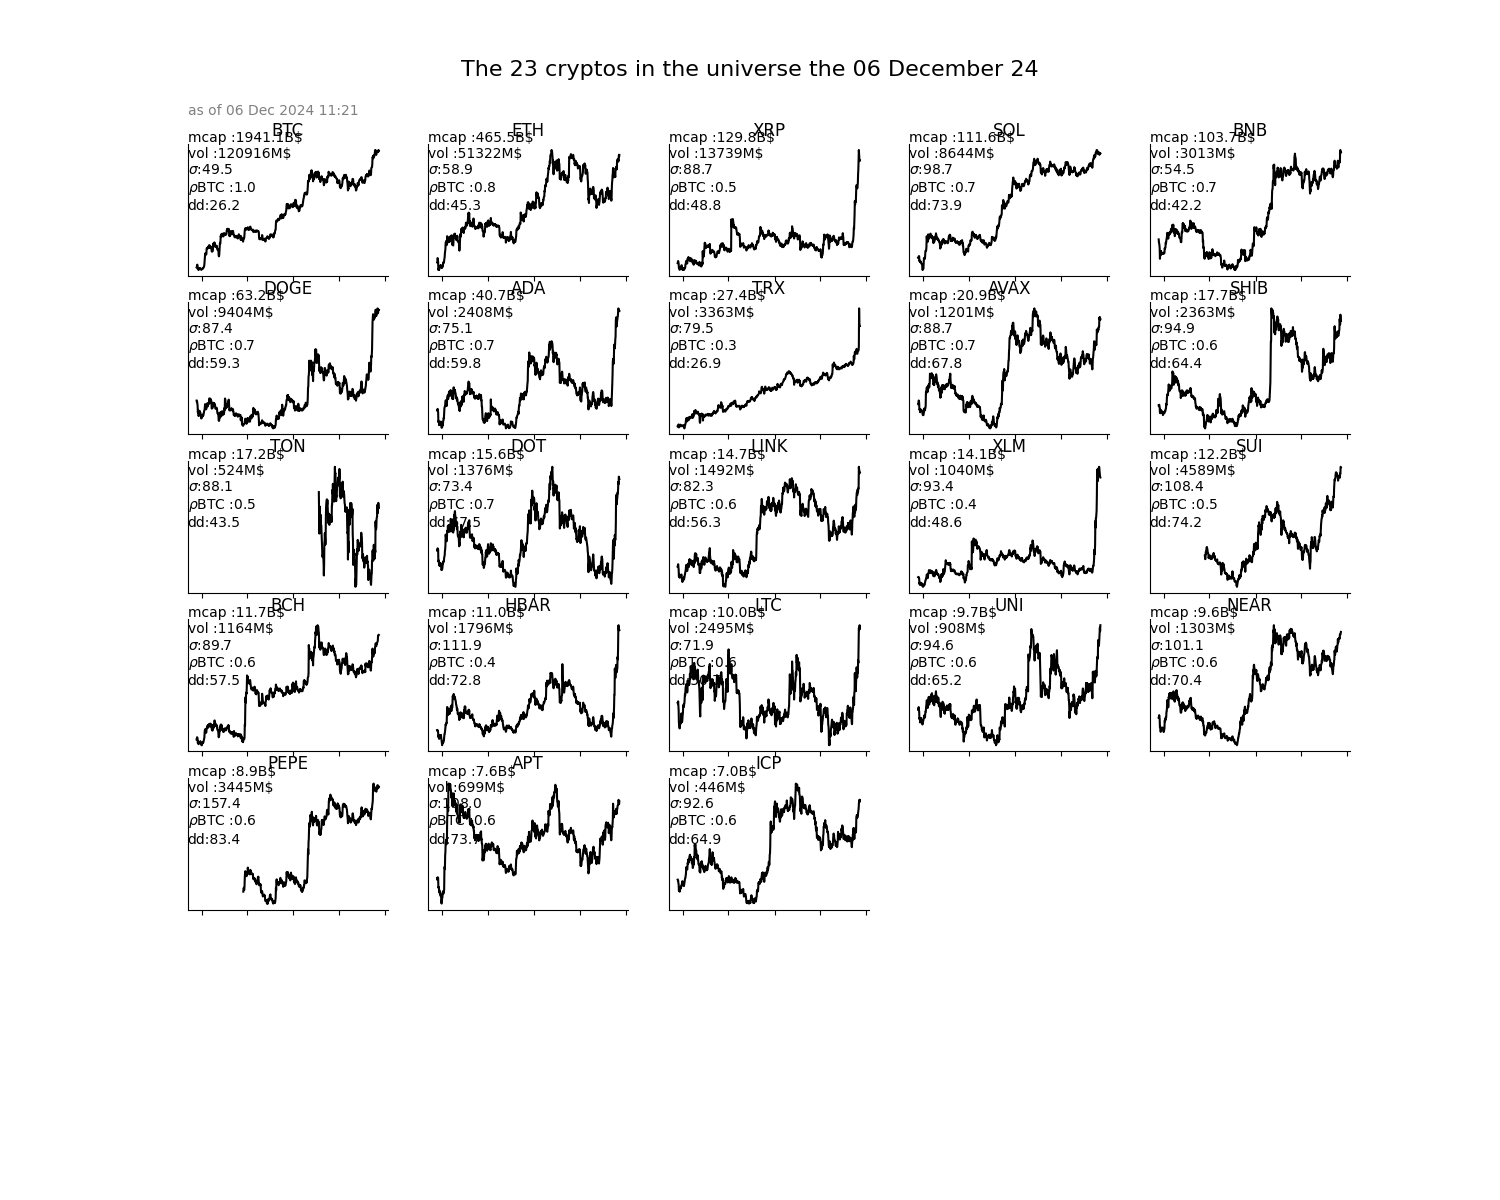 The 23 cryptos in the universe the 06 December 24
as of 06 Dec 2024 11:21
BTC
mcap :1941.1B$
vol :120916M$
σ:49.5
ρBTC :1.0
dd:26.2
ETH
mcap :465.5B$
vol :51322M$
σ:58.9
ρBTC :0.8
dd:45.3
XRP
mcap :129.8B$
vol :13739M$
σ:88.7
ρBTC :0.5
dd:48.8
SOL
mcap :111.6B$
vol :8644M$
σ:98.7
ρBTC :0.7
dd:73.9
BNB
mcap :103.7B$
vol :3013M$
σ:54.5
ρBTC :0.7
dd:42.2
DOGE
mcap :63.2B$
vol :9404M$
σ:87.4
ρBTC :0.7
dd:59.3
ADA
mcap :40.7B$
vol :2408M$
σ:75.1
ρBTC :0.7
dd:59.8
TRX
mcap :27.4B$
vol :3363M$
σ:79.5
ρBTC :0.3
dd:26.9
AVAX
mcap :20.9B$
vol :1201M$
σ:88.7
ρBTC :0.7
dd:67.8
SHIB
mcap :17.7B$
vol :2363M$
σ:94.9
ρBTC :0.6
dd:64.4
TON
mcap :17.2B$
vol :524M$
σ:88.1
ρBTC :0.5
dd:43.5
DOT
mcap :15.6B$
vol :1376M$
σ:73.4
ρBTC :0.7
LINK
mcap :14.7B$
vol :1492M$
σ:82.3
ρBTC :0.6
dd:56.3
XLM
mcap :14.1B$
vol :1040M$
σ:93.4
ρBTC :0.4
dd:48.6
SUI
mcap :12.2B$
vol :4589M$
σ:108.4
ρBTC :0.5
dd:74.2
BCH
mcap :11.7B$
vol :1164M$
σ:89.7
ρBTC :0.6
dd:57.5
HBAR
mcap :11.0B$
vol :1796M$
σ:111.9
ρBTC :0.4
dd:72.8
LTC
mcap :10.0B$
vol :2495M$
σ:71.9
ρBTC :0.6
UNI
mcap :9.7B$
vol :908M$
σ:94.6
ρBTC :0.6
dd:65.2
NEAR
mcap :9.6B$
vol :1303M$
σ:101.1
ρBTC :0.6
dd:70.4
PEPE
mcap :8.9B$
vol :3445M$
σ:157.4
ρBTC :0.6
dd:83.4
APT
mcap :7.6B$
vol :699M$
σ:108.0
ρBTC :0.6
ICP
mcap :7.0B$
vol :446M$
σ:92.6
ρBTC :0.6
dd:64.9